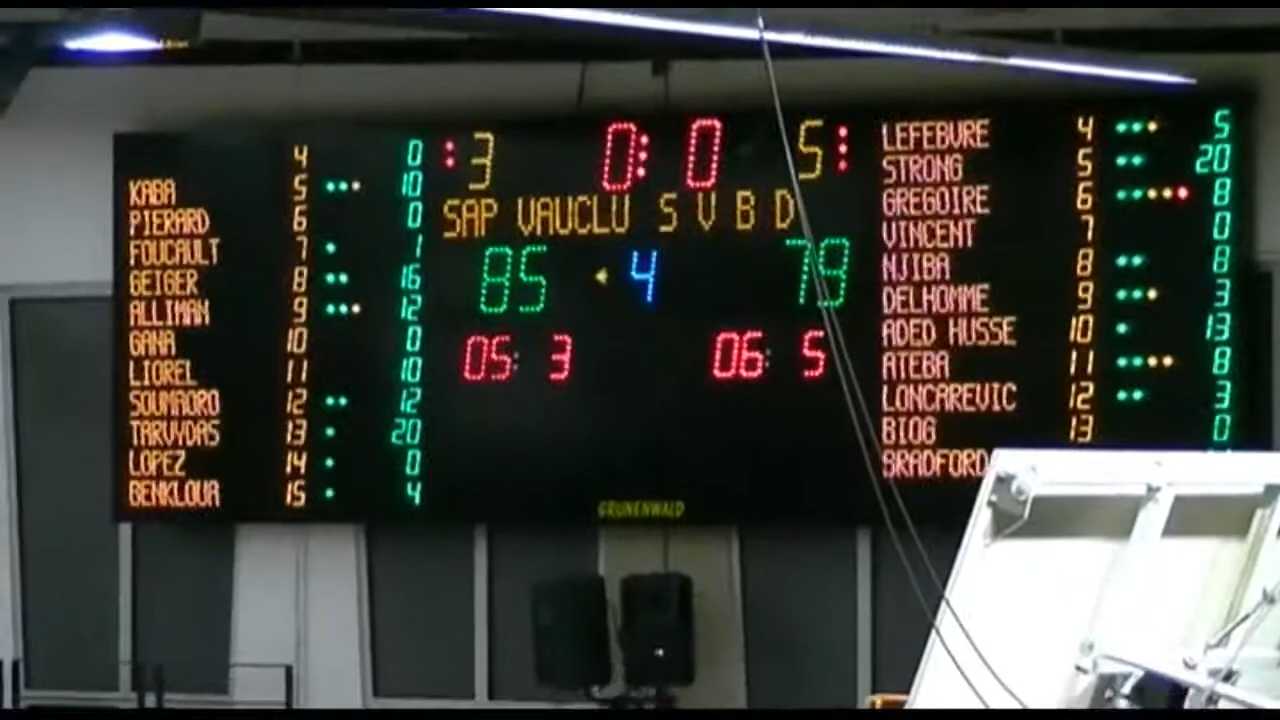 4 0
KABA 5 10
PIERARD 6 0
FOUCAULT 7 1
GEIGER 8 16
ALLIMAN 9 12
GANA 10 0
LIOREL 11 10
SOUMAORO 12 12
TARVYDAS 13 20
LOPEZ 14 0
BENKLOUA 15 4
3 0:0 5
SAP VAUCLU S V B D
85 4 79
05: 3 06: 5
GRUNENWALD
LEFEBVRE 4 5
STRONG 5 20
GREGOIRE 6 8
VINCENT 7 0
NJIBA 8 8
DELHOMME 9 3
ADED HUSSE 10 13
ATEBA 11 8
LONCAREVIC 12 3
BIOG 13 0
BRADFORD